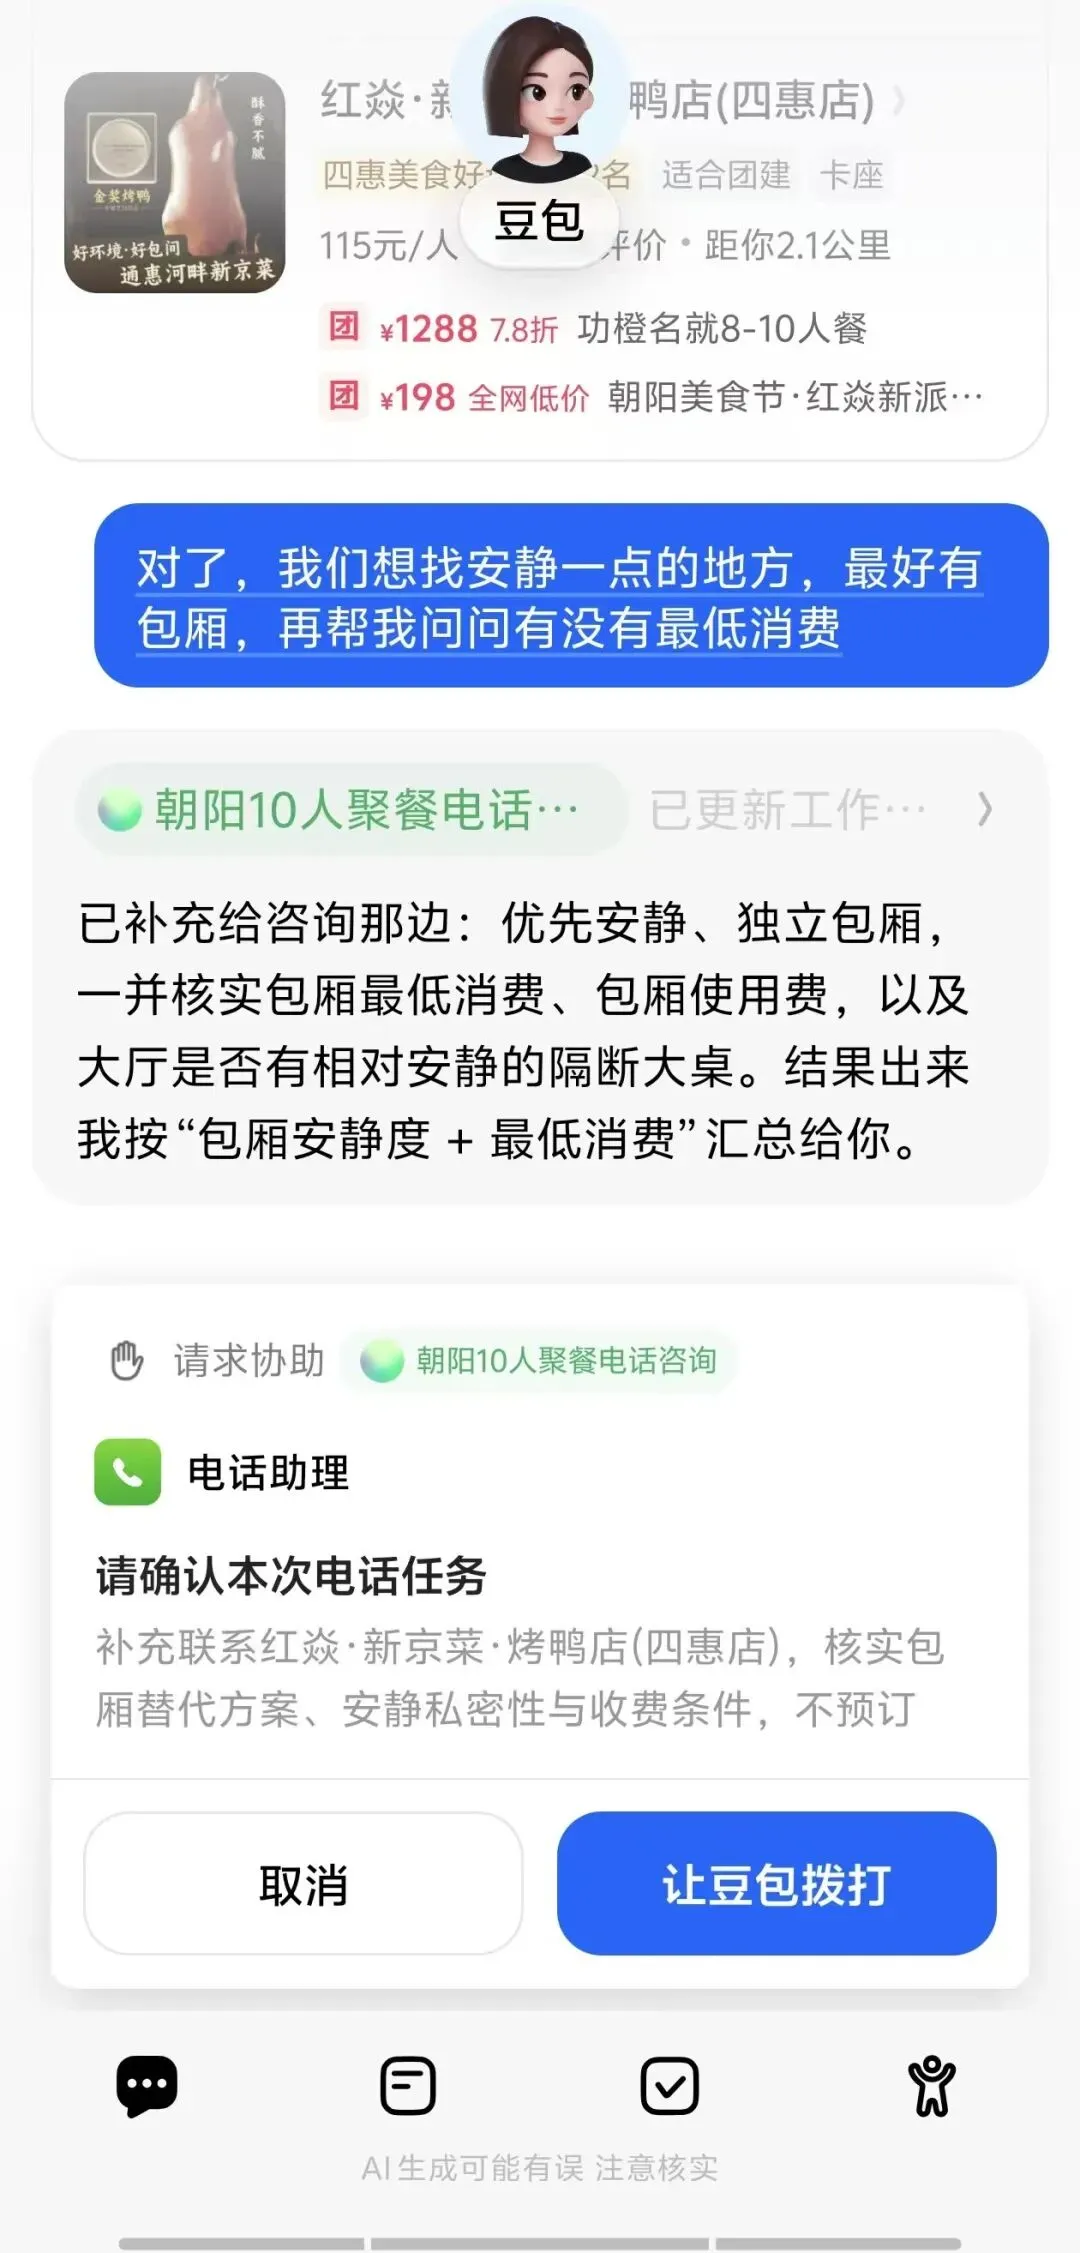 红焱·新
鸭店(四惠店)
四惠美食好
名
适合团建
卡座
豆包
115元/人
评价·距你2.1公里
酥香不腻
金奖烤鸭
好环境·好包间
通惠河畔新京菜
团 ¥1288 7.8折 功橙名就8-10人餐
团 ¥198 全网低价 朝阳美食节·红焱新派…
对了，我们想找安静一点的地方，最好有
包厢，再帮我问问有没有最低消费
朝阳10人聚餐电话… 已更新工作…
已补充给咨询那边：优先安静、独立包厢，
一并核实包厢最低消费、包厢使用费，以及
大厅是否有相对安静的隔断大桌。结果出来
我按“包厢安静度 + 最低消费”汇总给你。
请求协助 朝阳10人聚餐电话咨询
电话助理
请确认本次电话任务
补充联系红焱·新京菜·烤鸭店(四惠店)，核实包
厢替代方案、安静私密性与收费条件，不预订
取消
让豆包拨打
AI 生成可能有误 注意核实